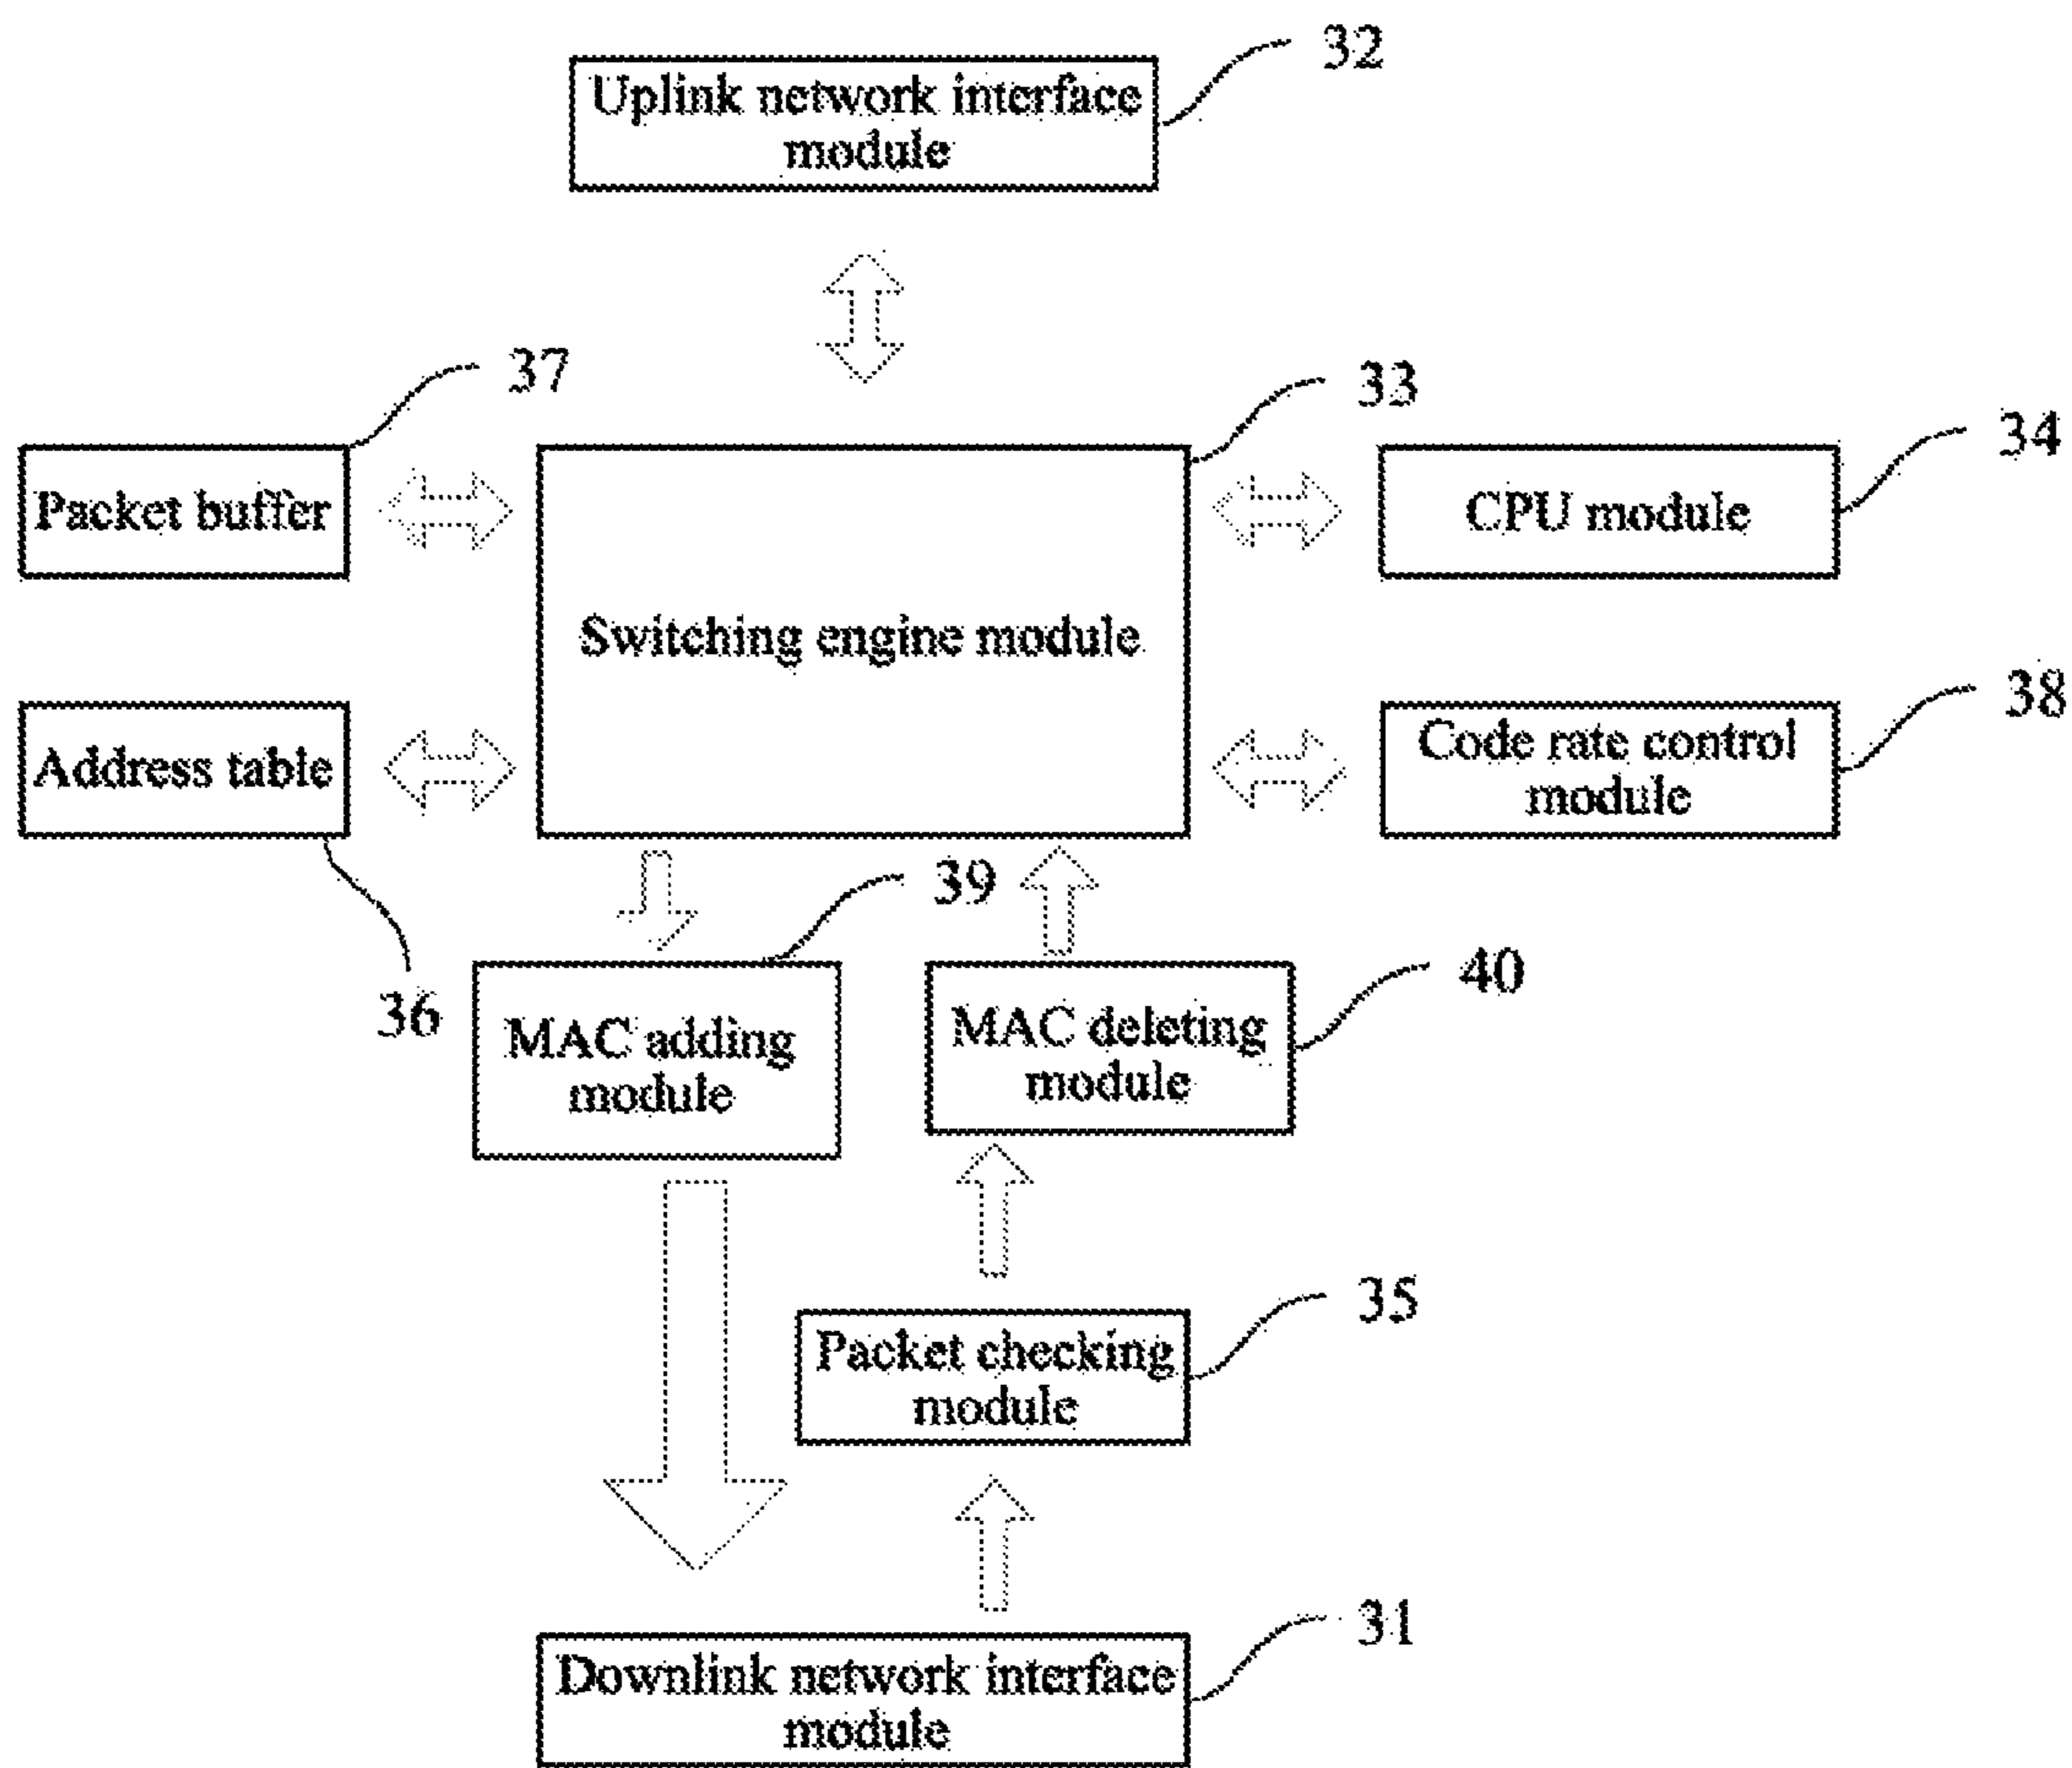 32
Uplink network interface
module
37
33
34
Packet buffer
CPU module
Switching engine module
38
Address table
Code rate control
module
39
36
40
MAC adding
module
MAC deleting
module
35
Packet checking
module
31
Downlink network interface
module